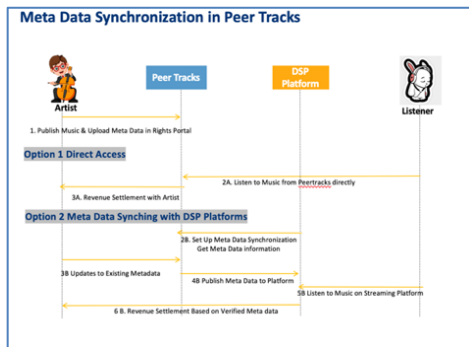 Meta Data Synchronization in Peer Tracks
Peer Tracks
DSP
Platform
Artist
Listener
1. Publish Music & Upload Meta Data in Rights Portal
Option 1 Direct Access
2A. Listen to Music from Peertracks directly
3A. Revenue Settlement with Artist
Option 2 Meta Data Synching with DSP Platforms
2B. Set Up Meta Data Synchronization
Get Meta Data information
3B Updates to Existing Metadata
4B Publish Meta Data to Platform
5B Listen to Music on Streaming Platform
6 B. Revenue Settlement Based on Verified Meta data